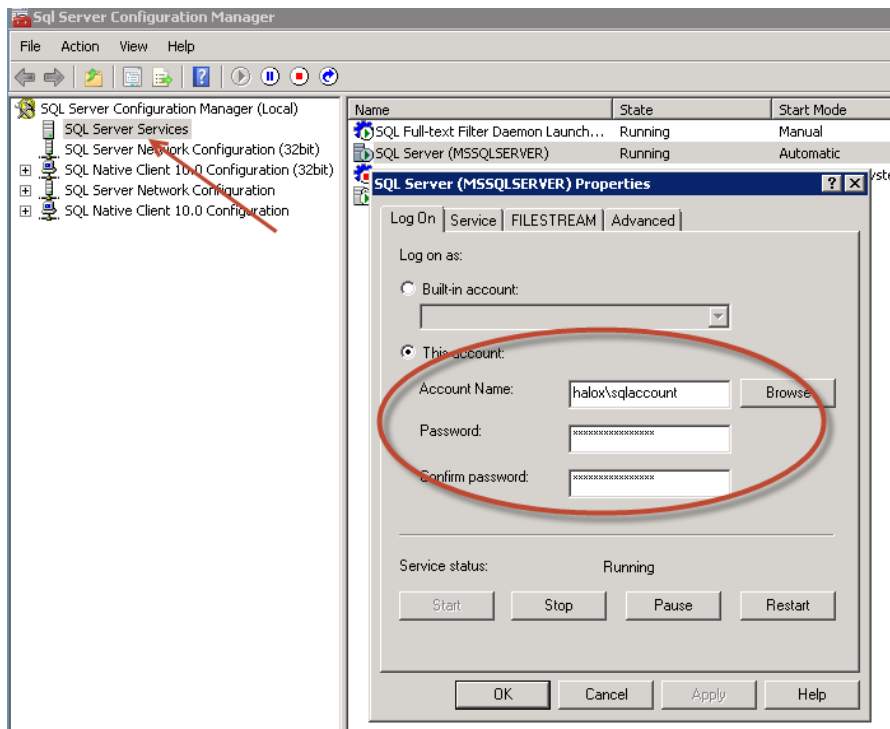 Sql Server Configuration Manager
File Action View Help
SQL Server Configuration Manager (Local)
SQL Server Services
SQL Server Network Configuration (32bit)
SQL Native Client 10.0 Configuration (32bit)
SQL Server Network Configuration
SQL Native Client 10.0 Configuration
Name State Start Mode
SQL Full-text Filter Daemon Launch... Running Manual
SQL Server (MSSQLSERVER) Running Automatic
SQL Server (MSSQLSERVER) Properties
Log On Service FILESTREAM Advanced
Log on as:
Built-in account:
This account:
Account Name: halox\sqlaccount Browse
Password: ****************
Confirm password: ****************
Service status: Running
Start Stop Pause Restart
OK Cancel Apply Help